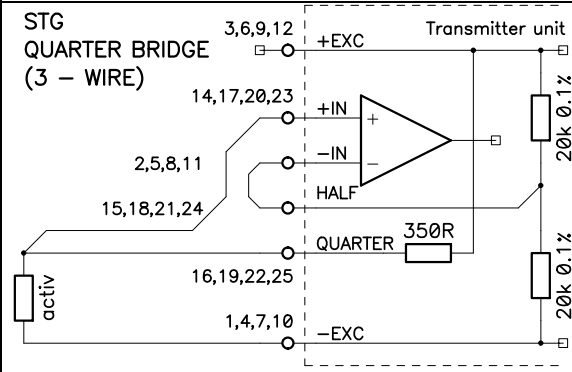 STG
QUARTER BRIDGE
(3 – WIRE)
3,6,9,12
Transmitter unit
+EXC
14,17,20,23
+IN
+
20k 0.1%
2,5,8,11
-IN
-
15,18,21,24
HALF
350R
QUARTER
16,19,22,25
activ
20k 0.1%
1,4,7,10
-EXC